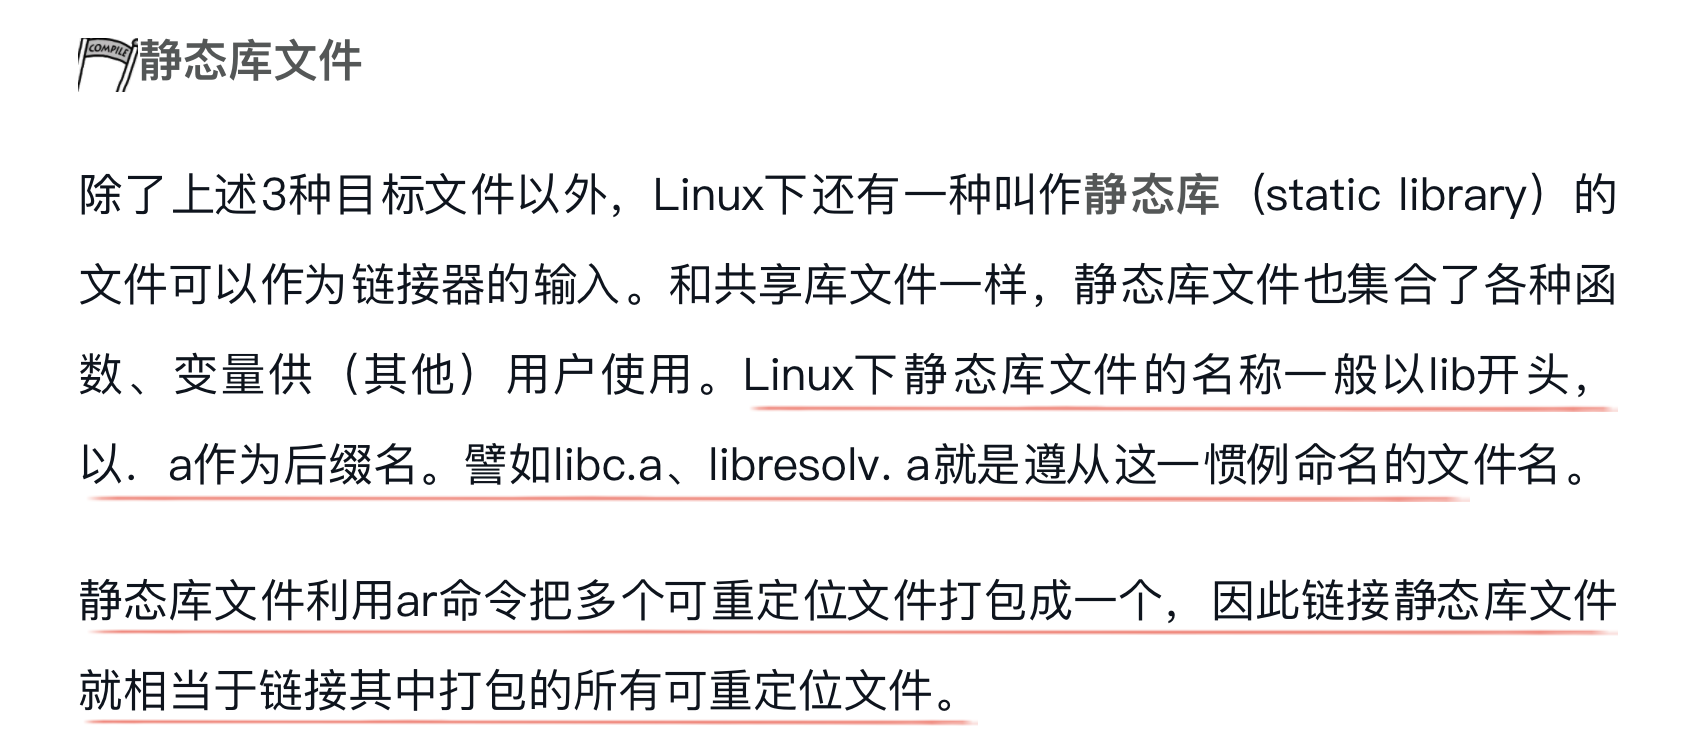 COMPILE静态库文件
除了上述3种目标文件以外，Linux下还有一种叫作静态库（static library）的
文件可以作为链接器的输入。和共享库文件一样，静态库文件也集合了各种函
数、变量供（其他）用户使用。Linux下静态库文件的名称一般以lib开头，
以．a作为后缀名。譬如libc.a、libresolv. a就是遵从这一惯例命名的文件名。
静态库文件利用ar命令把多个可重定位文件打包成一个，因此链接静态库文件
就相当于链接其中打包的所有可重定位文件。